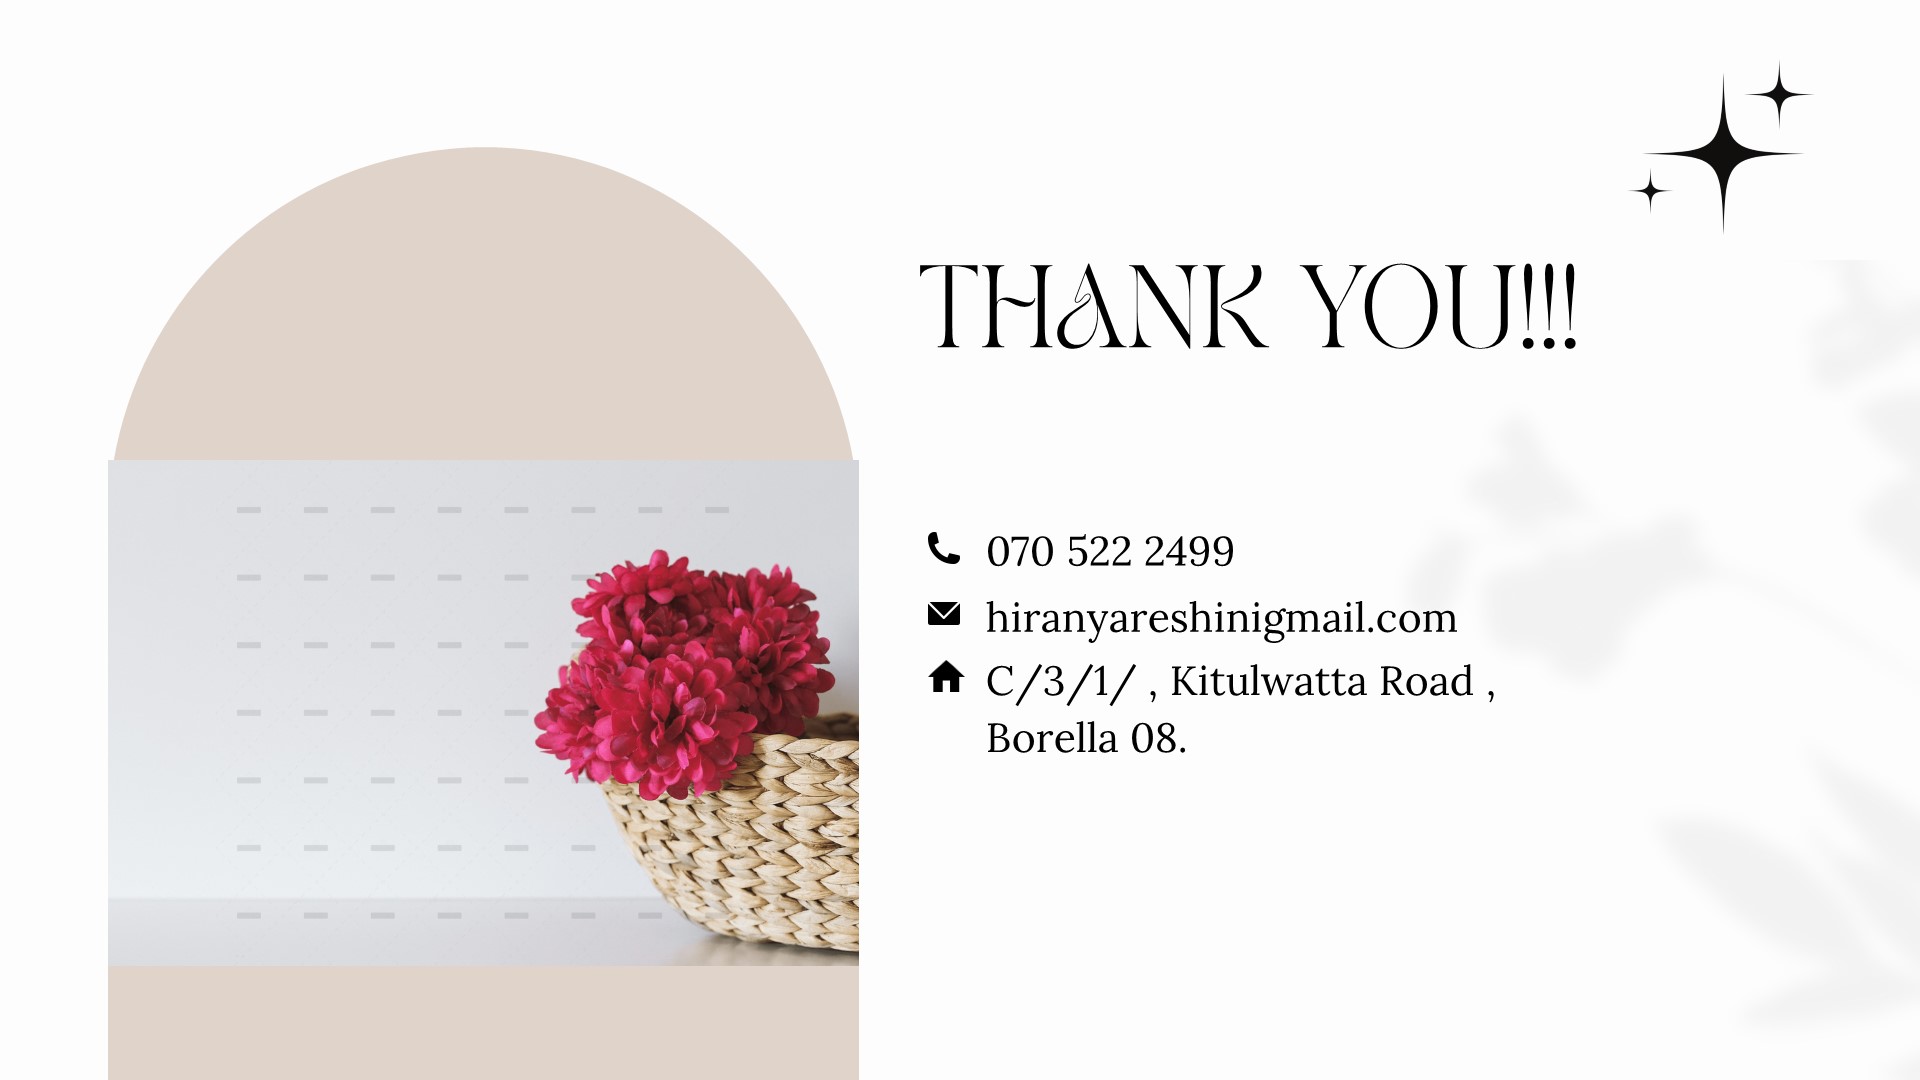 THANK YOU!!!
070 522 2499
hiranyareshinigmail.com
C/3/1/ , Kitulwatta Road ,
Borella 08.